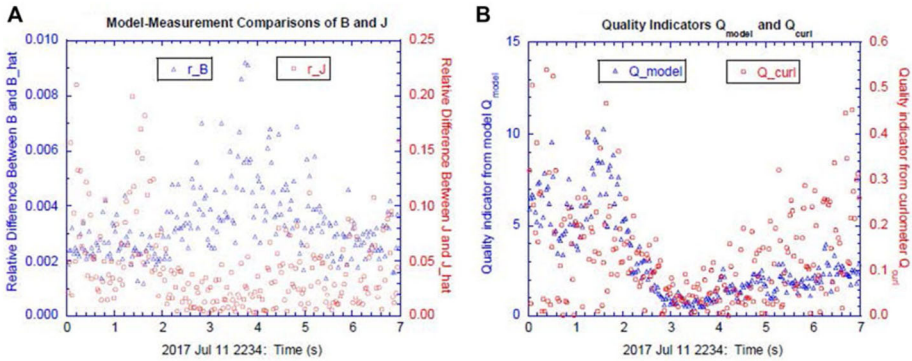 A
Model-Measurement Comparisons of B and J
0.010
0.008
0.006
0.004
0.002
0.000
Relative Difference Between B and B_hat
r_B
r_J
0.25
0.20
0.15
0.10
0.05
0.00
Relative Difference Between J and J_hat
0 1 2 3 4 5 6 7
2017 Jul 11 2234: Time (s)
B
Quality Indicators Q_model and Q_curl
15
10
5
0
Quality indicator from model Q_model
Q_model
Q_curl
0.6
0.5
0.4
0.3
0.2
0.1
0.0
Quality indicator from curlometer Q_curl
0 1 2 3 4 5 6 7
2017 Jul 11 2234: Time (s)